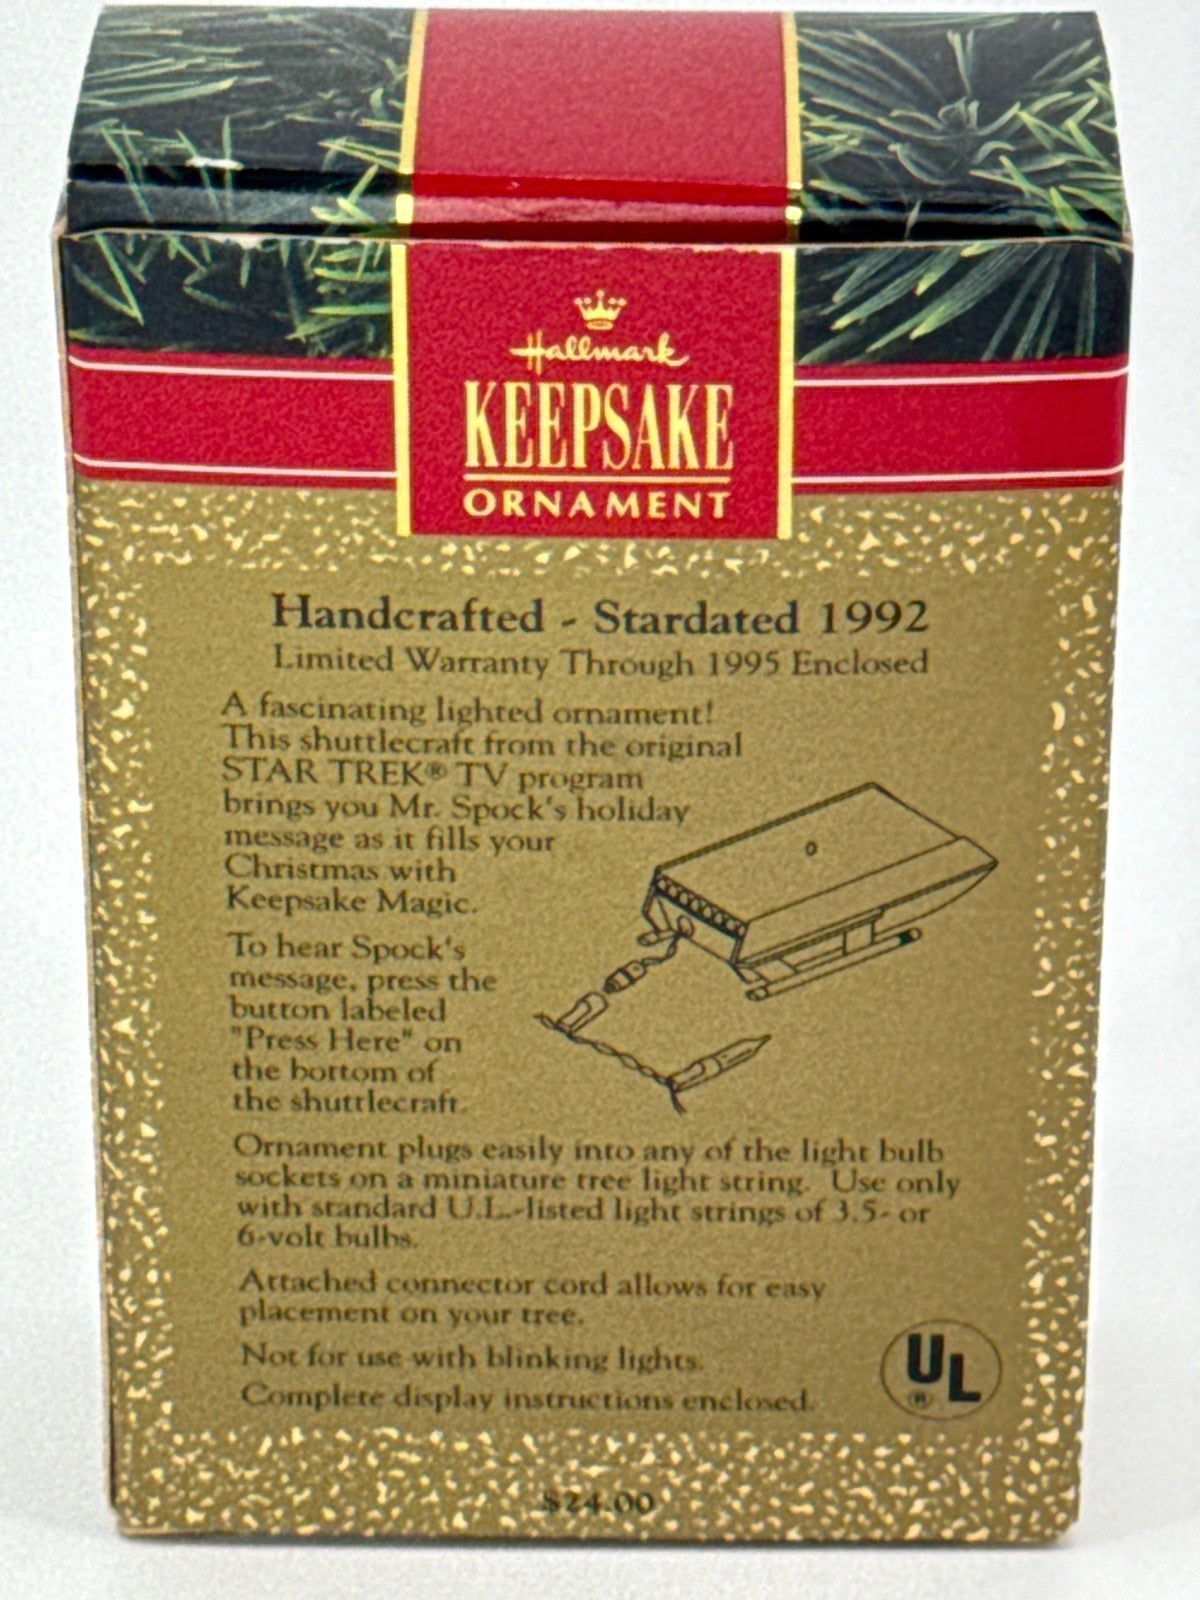 Hallmark
KEEPSAKE
ORNAMENT
Handcrafted - Stardated 1992
Limited Warranty Through 1995 Enclosed
A fascinating lighted ornament!
This shuttlecraft from the original
STAR TREK® TV program
brings you Mr. Spock's holiday
message as it fills your
Christmas with
Keepsake Magic.
To hear Spock's
message, press the
button labeled
"Press Here" on
the bottom of
the shuttlecraft.
Ornament plugs easily into any of the light bulb
sockets on a miniature tree light string. Use only
with standard U.L.-listed light strings of 3.5- or
6-volt bulbs.
Attached connector cord allows for easy
placement on your tree.
Not for use with blinking lights.
Complete display instructions enclosed.
UL
®
$24.00